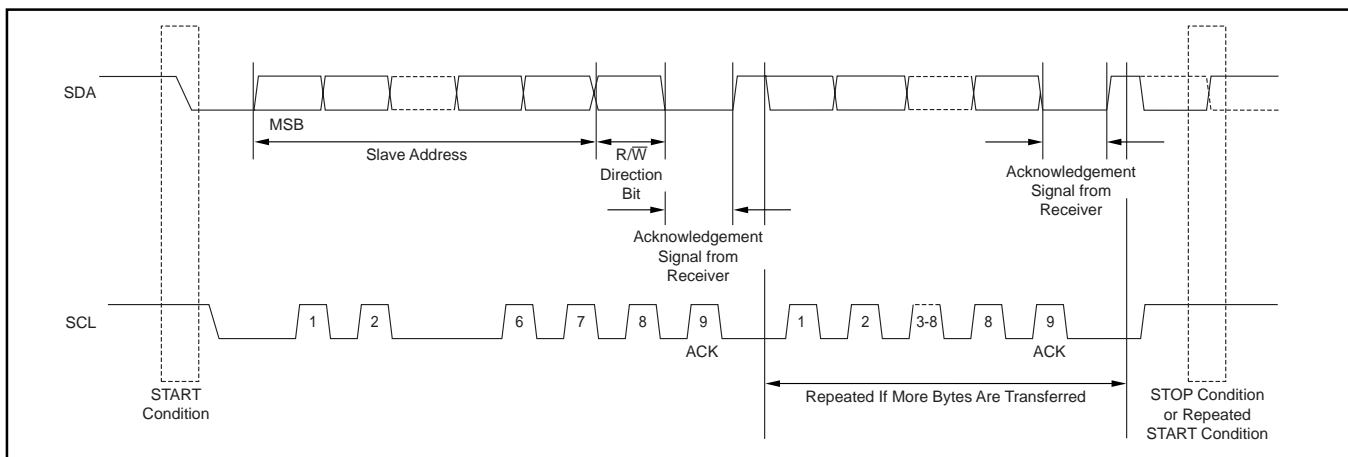 SDA
MSB
Slave Address
R/W̅
Direction
Bit
Acknowledgement
Signal from
Receiver
Acknowledgement
Signal from
Receiver
SCL
1
2
6
7
8
9
1
2
3-8
8
9
ACK
ACK
START
Condition
Repeated If More Bytes Are Transferred
STOP Condition
or Repeated
START Condition